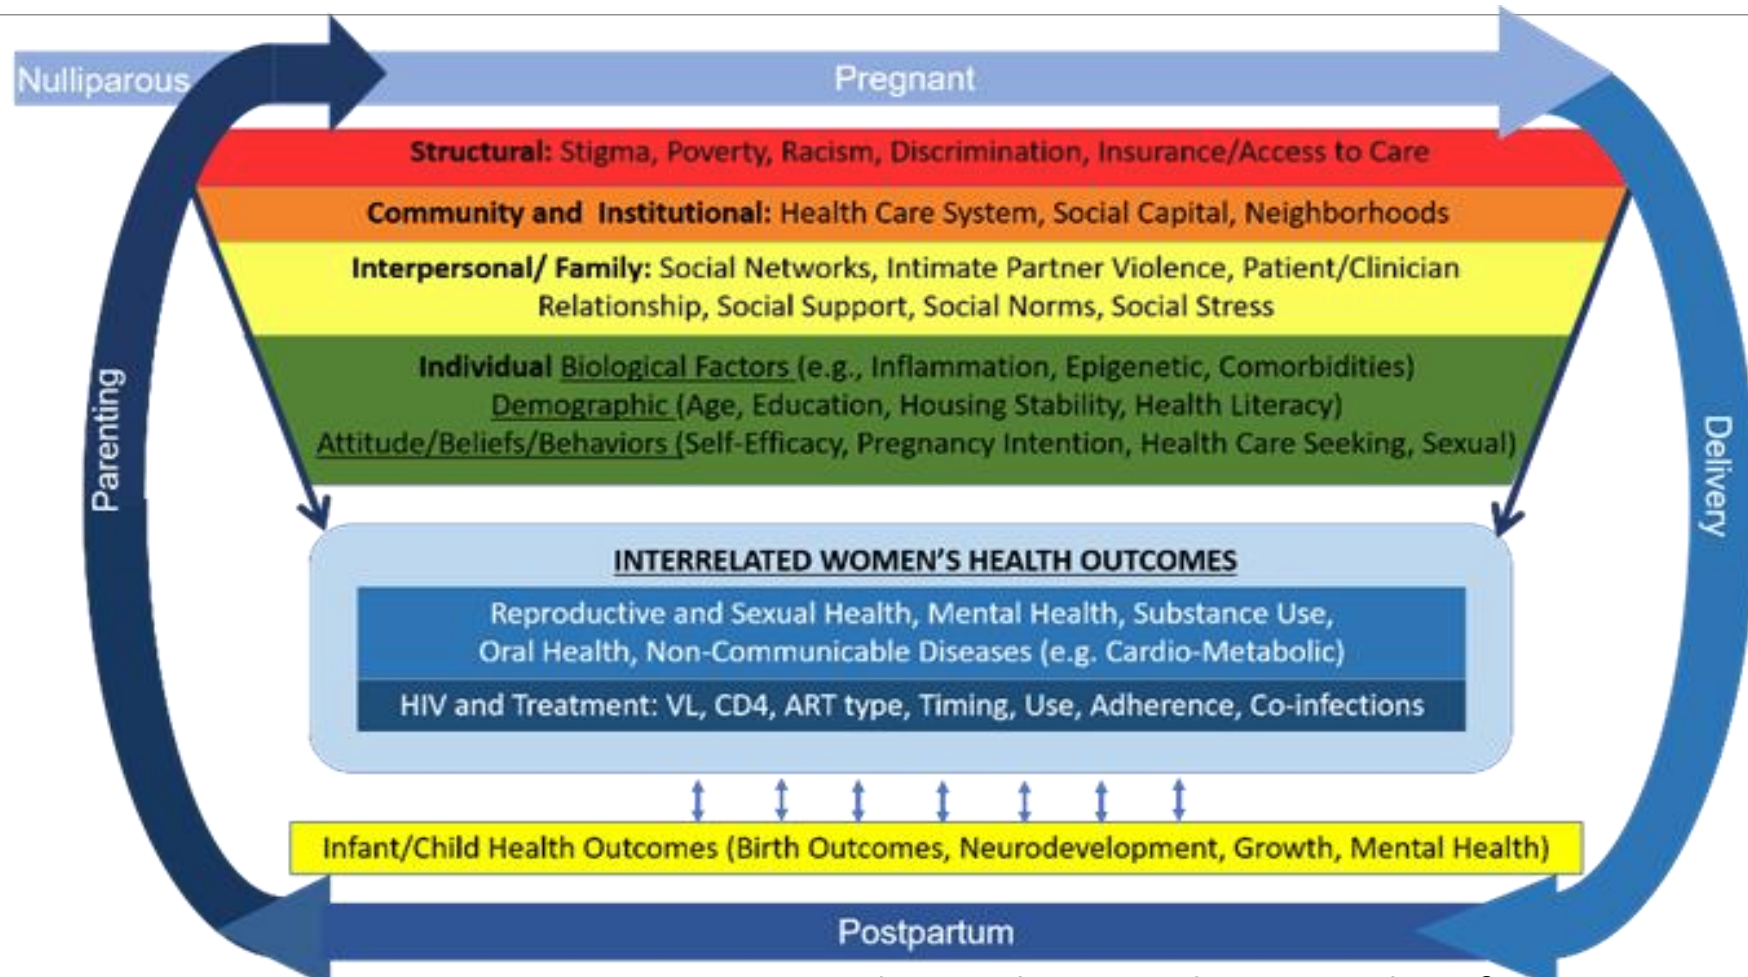 Nulliparous
Pregnant
Structural: Stigma, Poverty, Racism, Discrimination, Insurance/Access to Care
Community and Institutional: Health Care System, Social Capital, Neighborhoods
Interpersonal/ Family: Social Networks, Intimate Partner Violence, Patient/Clinician
Relationship, Social Support, Social Norms, Social Stress
Individual Biological Factors (e.g., Inflammation, Epigenetic, Comorbidities)
Demographic (Age, Education, Housing Stability, Health Literacy)
Attitude/Beliefs/Behaviors (Self-Efficacy, Pregnancy Intention, Health Care Seeking, Sexual)
Parenting
Delivery
INTERRELATED WOMEN'S HEALTH OUTCOMES
Reproductive and Sexual Health, Mental Health, Substance Use,
Oral Health, Non-Communicable Diseases (e.g. Cardio-Metabolic)
HIV and Treatment: VL, CD4, ART type, Timing, Use, Adherence, Co-infections
Infant/Child Health Outcomes (Birth Outcomes, Neurodevelopment, Growth, Mental Health)
Postpartum